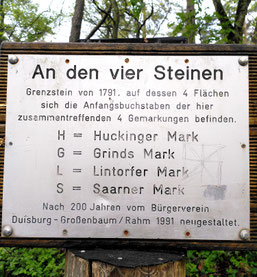 An den vier Steinen
Grenzstein von 1791. auf dessen 4 Flächen
sich die Anfangsbuchstaben der hier
zusammentreffenden 4 Gemarkungen befinden.
H = Huckinger Mark
G = Grinds Mark
L = Lintorfer Mark
S = Saarner Mark
Nach 200 Jahren vom Bürgerverein
Duisburg-Großenbaum/Rahm 1991 neugestaltet.